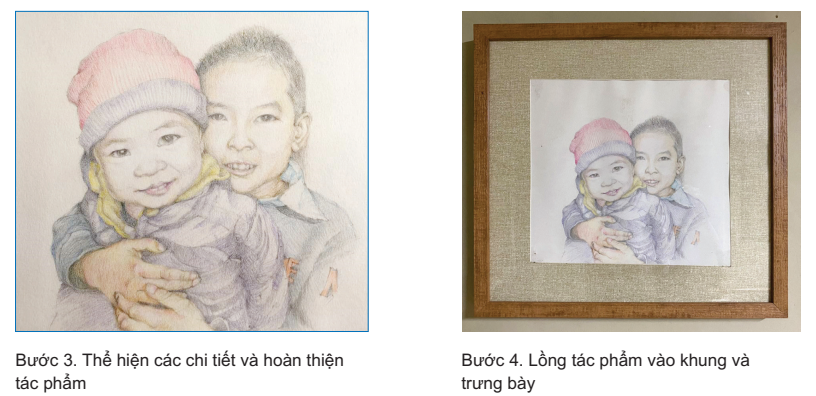 Bước 3. Thể hiện các chi tiết và hoàn thiện
tác phẩm
Bước 4. Lồng tác phẩm vào khung và
trưng bày